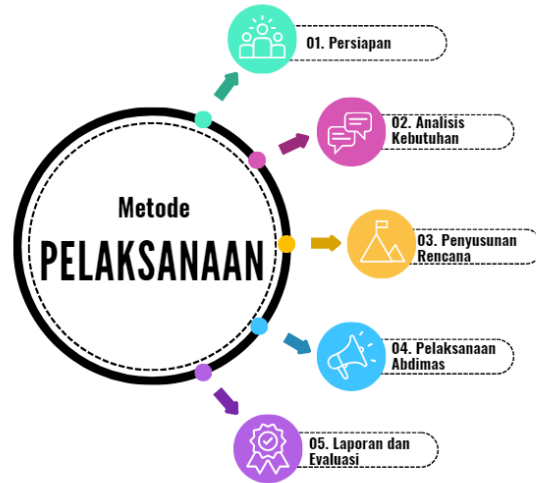 Metode
PELAKSANAAN
01. Persiapan
02. Analisis
Kebutuhan
03. Penyusunan
Rencana
04. Pelaksanaan
Abdimas
05. Laporan dan
Evaluasi